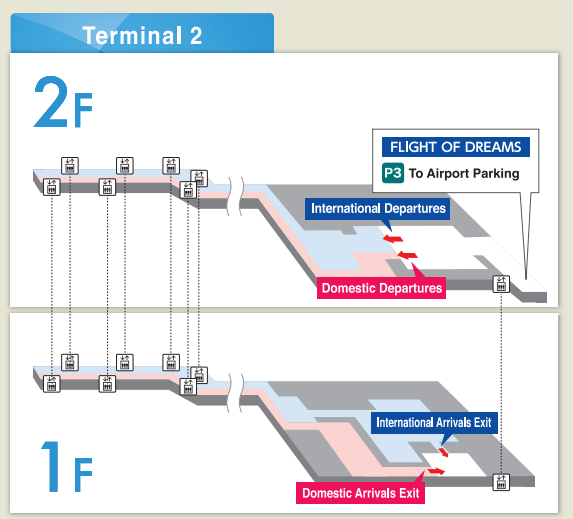 Terminal 2
2F
FLIGHT OF DREAMS
P3 To Airport Parking
International Departures
Domestic Departures
International Arrivals Exit
1F
Domestic Arrivals Exit